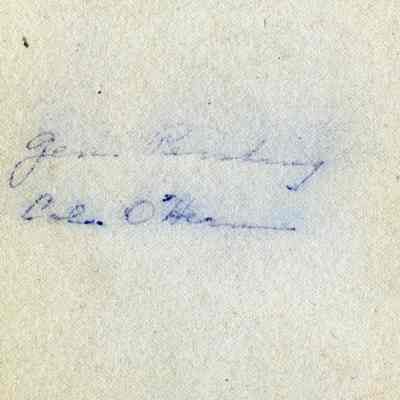 Gen. Pershing
Col. O'